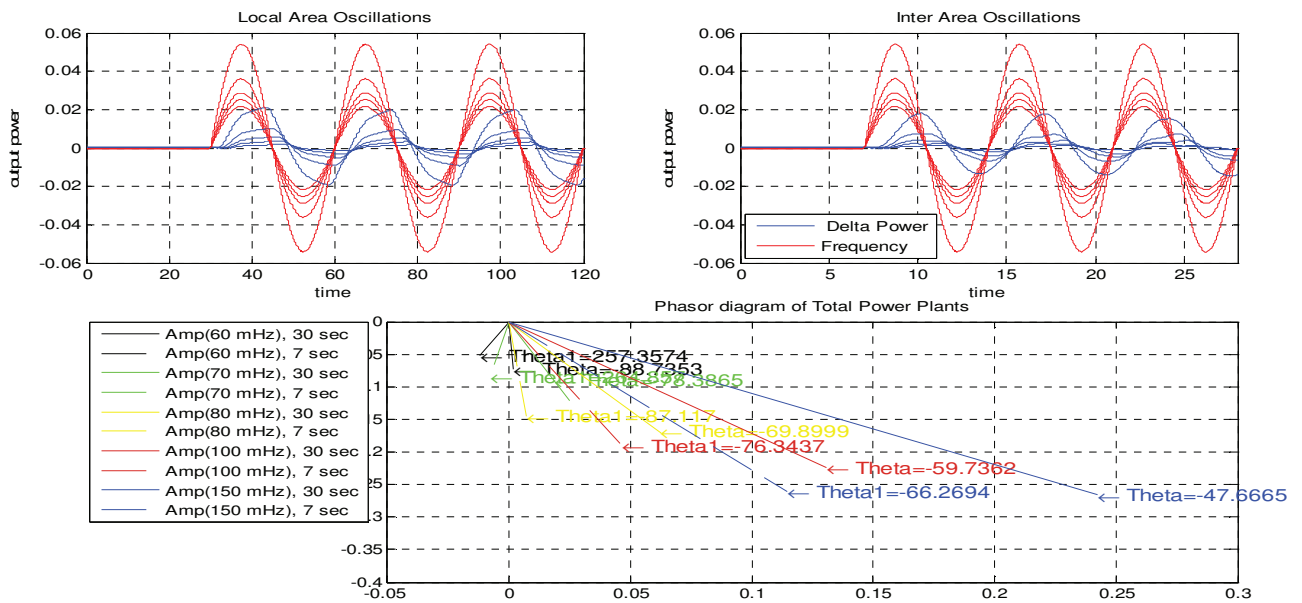 Local Area Oscillations
0.06
0.04
0.02
0
-0.02
-0.04
-0.06
output power
0 20 40 60 80 100 120
time
Inter Area Oscillations
0.06
0.04
0.02
0
-0.02
-0.04
-0.06
output power
Delta Power
Frequency
0 5 10 15 20 25
time
Amp(60 mHz), 30 sec
Amp(60 mHz), 7 sec
Amp(70 mHz), 30 sec
Amp(70 mHz), 7 sec
Amp(80 mHz), 30 sec
Amp(80 mHz), 7 sec
Amp(100 mHz), 30 sec
Amp(100 mHz), 7 sec
Amp(150 mHz), 30 sec
Amp(150 mHz), 7 sec
Phasor diagram of Total Power Plants
0
05
.1
15
.2
25
.3
-0.35
-0.4
← Theta1=257.3574
← Theta=-88.7353
← Theta1=-87.117
← Theta=-69.8999
← Theta1=-76.3437
← Theta=-59.7362
← Theta1=-66.2694
← Theta=-47.6665
-0.05 0 0.05 0.1 0.15 0.2 0.25 0.3